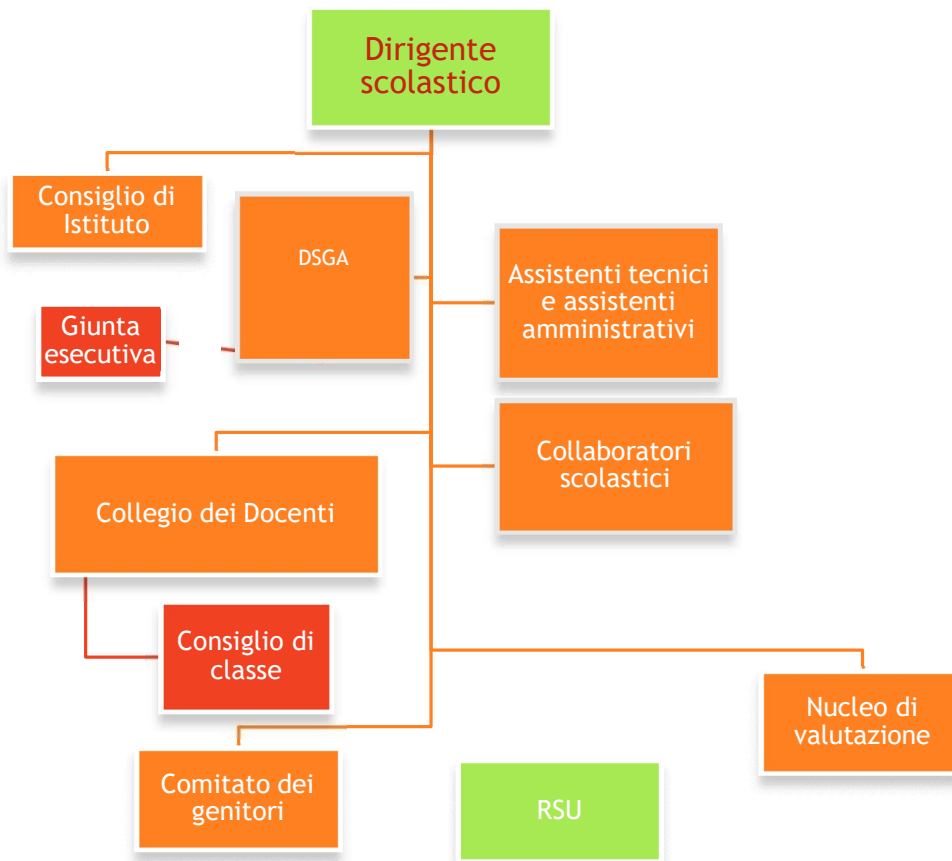 Dirigente
scolastico
Consiglio di
Istituto
DSGA
Assistenti tecnici
e assistenti
amministrativi
Giunta
esecutiva
Collaboratori
scolastici
Collegio dei Docenti
Consiglio di
classe
Nucleo di
valutazione
Comitato dei
genitori
RSU